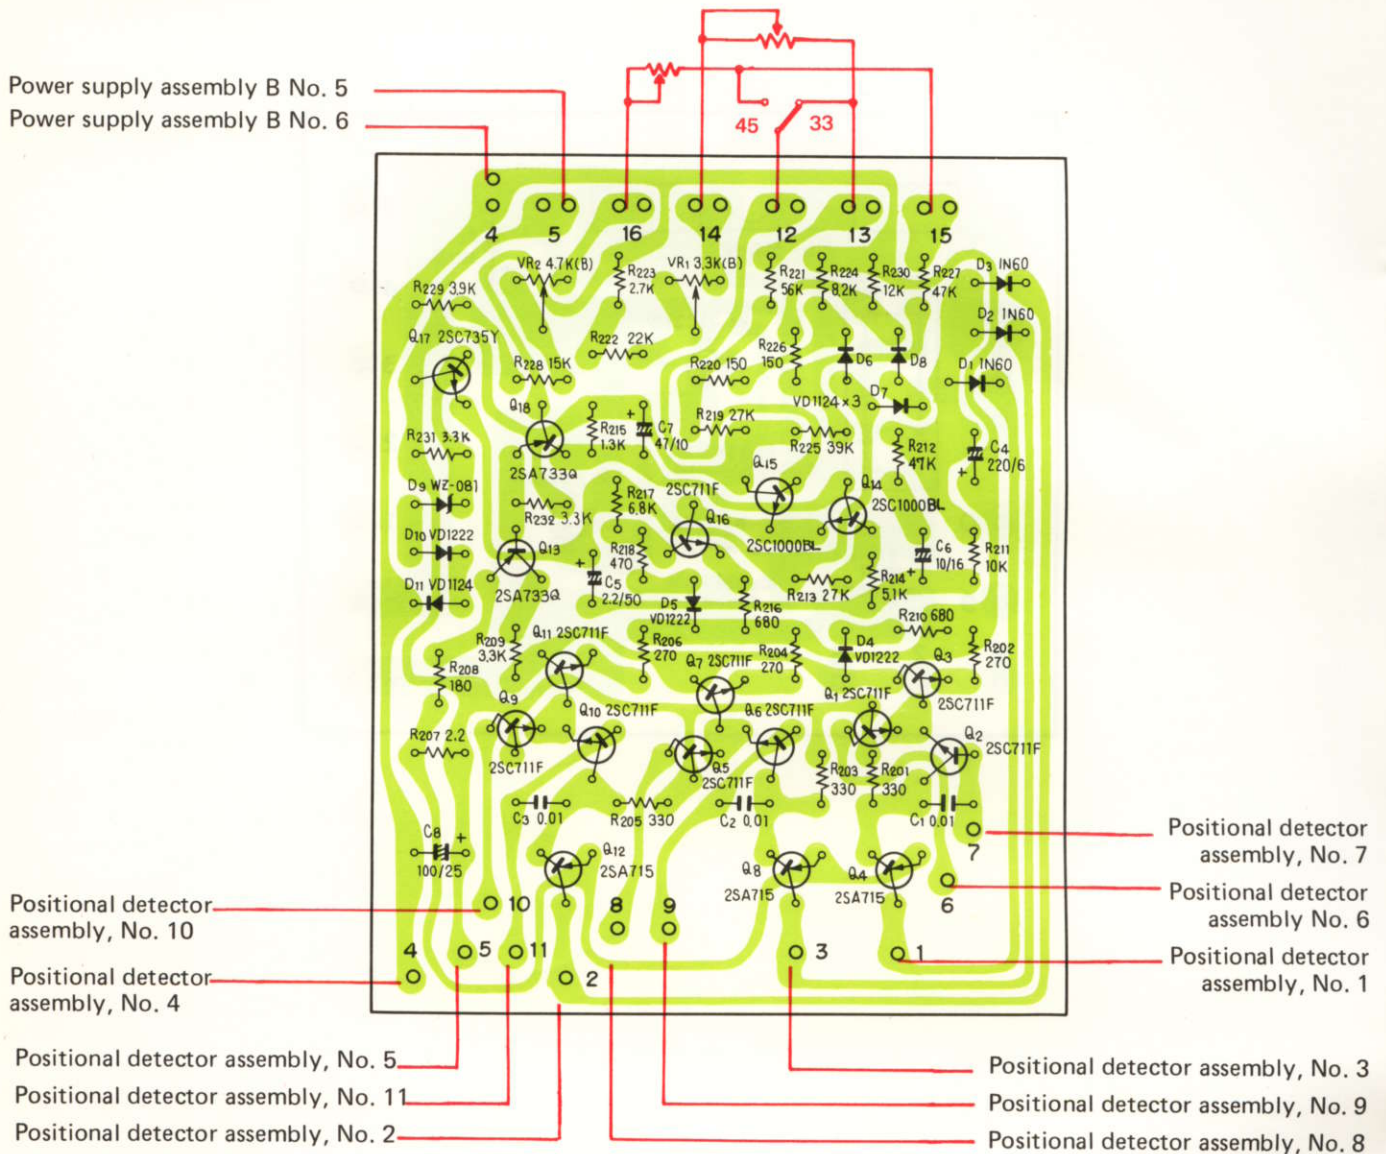 Power supply assembly B No. 5
Power supply assembly B No. 6
45 33
4 5 16 14 12 13 15
VR2 4.7K(B)
R223
2.7K
VR1 3.3K(B)
R221
56K
R224
8.2K
R230
12K
R227
47K
D3 IN60
R229 3.9K
D2 IN60
Q17 2SC735Y
R222 22K
R226
150
D6
D8
R228 15K
R220 150
D1 IN60
D7
VD1124×3
Q18
R215
1.3K
C7
47/10
R219 27K
R225 39K
R212
47K
C4
220/6
R231 3.3K
2SA733Q
Q15
Q14
2SC1000BL
D9 WZ-081
R217
6.8K
2SC711F
Q16
2SC1000BL
R232 3.3K
D10 VD1222
Q13
R218
470
C6
10/16
R211
10K
D11 VD1124
2SA733Q
C5
2.2/50
D5
VD1222
R216
680
R213 27K
R214
5.1K
R210 680
R209
3.3K
Q11 2SC711F
R206
270
Q7
2SC711F
R204
270
D4
VD1222
Q3
R202
270
R208
180
Q9
Q10 2SC711F
Q6 2SC711F
Q1 2SC711F
2SC711F
Q2
2SC711F
R207 2.2
2SC711F
Q5
2SC711F
R203
330
R201
330
C3 0.01
R205 330
C2 0.01
C1 0.01
C8
100/25
Q12
2SA715
Q8
2SA715
Q4
2SA715
7
6
10 8 9
4 5 11 2 3 1
Positional detector
assembly, No. 7
Positional detector
assembly No. 6
Positional detector
assembly, No. 1
Positional detector
assembly, No. 10
Positional detector
assembly, No. 4
Positional detector assembly, No. 5
Positional detector assembly, No. 11
Positional detector assembly, No. 2
Positional detector assembly, No. 3
Positional detector assembly, No. 9
Positional detector assembly, No. 8